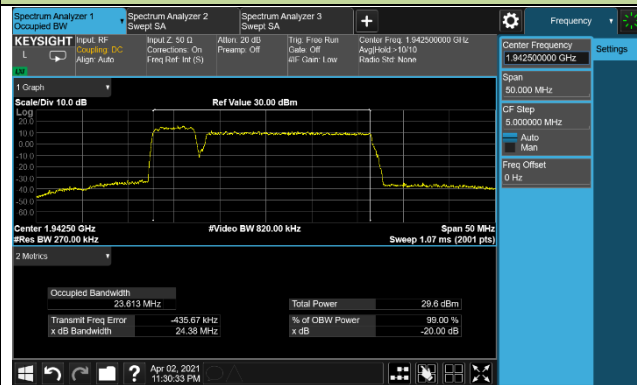 Spectrum Analyzer 1
Occupied BW
Spectrum Analyzer 2
Swept SA
Spectrum Analyzer 3
Swept SA
Frequency
KEYSIGHT
L
Input: RF
Coupling: DC
Align: Auto
Input Z: 50 Ω
Corrections: On
Freq Ref: Int (S)
Atten: 20 dB
Preamp: Off
Trig: Free Run
Gate: Off
#IF Gain: Low
Center Freq: 1.942500000 GHz
Avg|Hold:>10/10
Radio Std: None
Center Frequency
1.942500000 GHz
Settings
Span
50.000 MHz
CF Step
5.000000 MHz
Auto
Man
Freq Offset
0 Hz
1 Graph
Scale/Div 10.0 dB
Ref Value 30.00 dBm
Log
20.0
10.0
0.00
-10.0
-20.0
-30.0
-40.0
-50.0
-60.0
Center 1.94250 GHz
#Video BW 820.00 kHz
Span 50 MHz
#Res BW 270.00 kHz
Sweep 1.07 ms (2001 pts)
2 Metrics
Occupied Bandwidth
23.613 MHz
Total Power
29.6 dBm
Transmit Freq Error
-435.67 kHz
% of OBW Power
99.00 %
x dB Bandwidth
24.38 MHz
x dB
-20.00 dB
?
Apr 02, 2021
11:30:33 PM